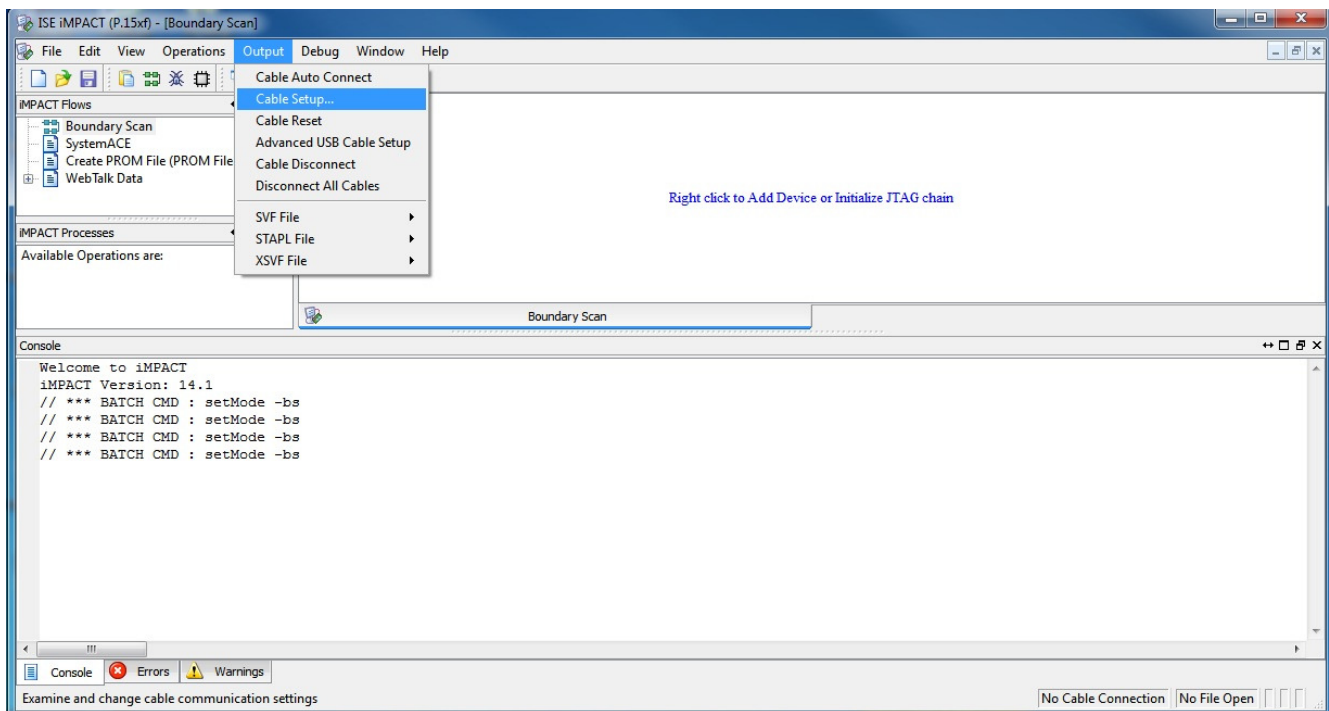 ISE iMPACT (P.15xf) - [Boundary Scan]
File Edit View Operations Output Debug Window Help
Cable Auto Connect
Cable Setup...
Cable Reset
Advanced USB Cable Setup
Cable Disconnect
Disconnect All Cables
SVF File
STAPL File
XSVF File
iMPACT Flows
Boundary Scan
SystemACE
Create PROM File (PROM File
WebTalk Data
iMPACT Processes
Available Operations are:
Right click to Add Device or Initialize JTAG chain
Boundary Scan
Console
Welcome to iMPACT
iMPACT Version: 14.1
// *** BATCH CMD : setMode -bs
// *** BATCH CMD : setMode -bs
// *** BATCH CMD : setMode -bs
// *** BATCH CMD : setMode -bs
Console Errors Warnings
Examine and change cable communication settings
No Cable Connection No File Open